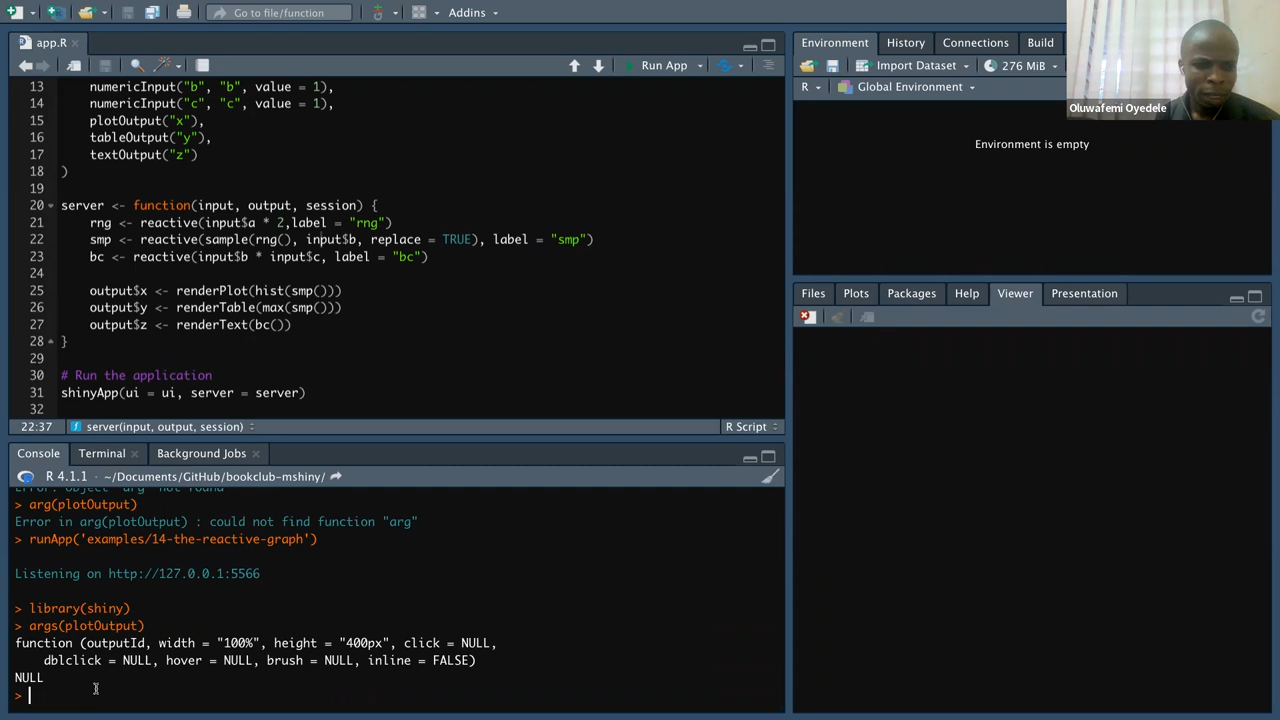 Go to file/function
Addins
app.R
Run App
13 numericInput("b", "b", value = 1),
14 numericInput("c", "c", value = 1),
15 plotOutput("x"),
16 tableOutput("y"),
17 textOutput("z")
18 )
19
20 server <- function(input, output, session) {
21 rng <- reactive(input$a * 2,label = "rng")
22 smp <- reactive(sample(rng(), input$b, replace = TRUE), label = "smp")
23 bc <- reactive(input$b * input$c, label = "bc")
24
25 output$x <- renderPlot(hist(smp()))
26 output$y <- renderTable(max(smp()))
27 output$z <- renderText(bc())
28 }
29
30 # Run the application
31 shinyApp(ui = ui, server = server)
32
22:37 server(input, output, session) R Script
Console Terminal Background Jobs
R 4.1.1 · ~/Documents/GitHub/bookclub-mshiny/
> arg(plotOutput)
Error in arg(plotOutput) : could not find function "arg"
> runApp('examples/14-the-reactive-graph')
Listening on http://127.0.0.1:5566
> library(shiny)
> args(plotOutput)
function (outputId, width = "100%", height = "400px", click = NULL,
dblclick = NULL, hover = NULL, brush = NULL, inline = FALSE)
NULL
>
Environment History Connections Build
Import Dataset 276 MiB
R Global Environment
Environment is empty
Files Plots Packages Help Viewer Presentation
Oluwafemi Oyedele